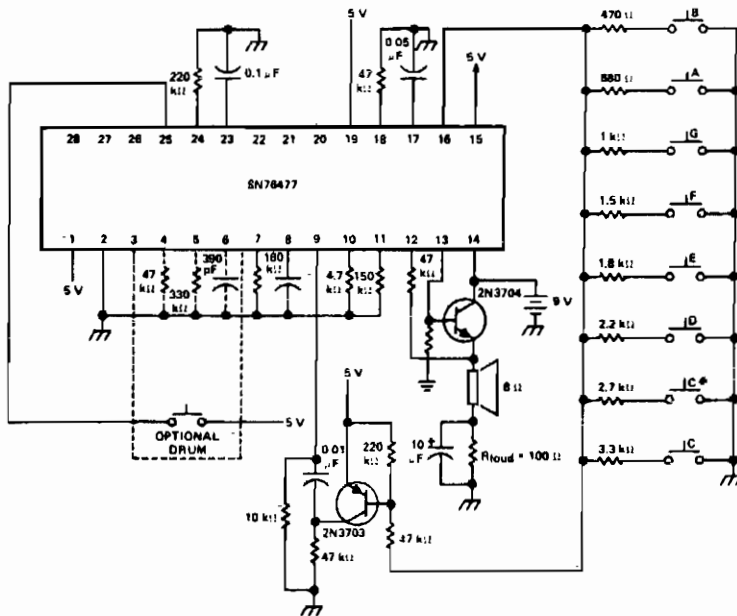 5 V
0.05
µF
470 Ω
B
220
kΩ
0.1 µF
47
kΩ
5 V
680 Ω
A
28 27 26 25 24 23 22 21 20 19 18 17 16 15
1 kΩ
G
SN76477
1.5 kΩ
F
1 2 3 4 5 6 7 8 9 10 11 12 13 14
5 V
47
kΩ
330
kΩ
390
pF
180
kΩ
4.7
kΩ
150
kΩ
47
kΩ
2N3704
9 V
1.8 kΩ
E
2.2 kΩ
D
5 V
8 Ω
2.7 kΩ
C#
5 V
OPTIONAL
DRUM
0.01
µF
220
kΩ
10
µF
+
Rloud = 100 Ω
3.3 kΩ
C
10 kΩ
2N3703
47 kΩ
47 kΩ